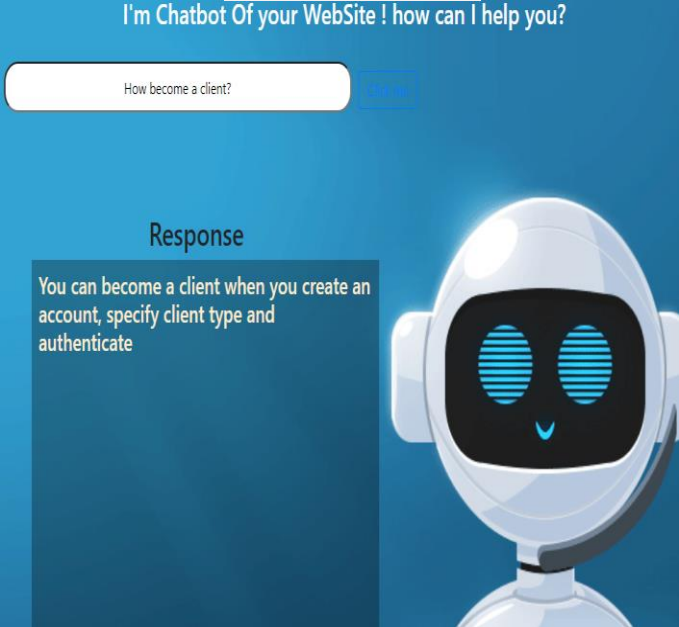 I'm Chatbot Of your WebSite ! how can I help you?
How become a client?
Response
You can become a client when you create an
account, specify client type and
authenticate